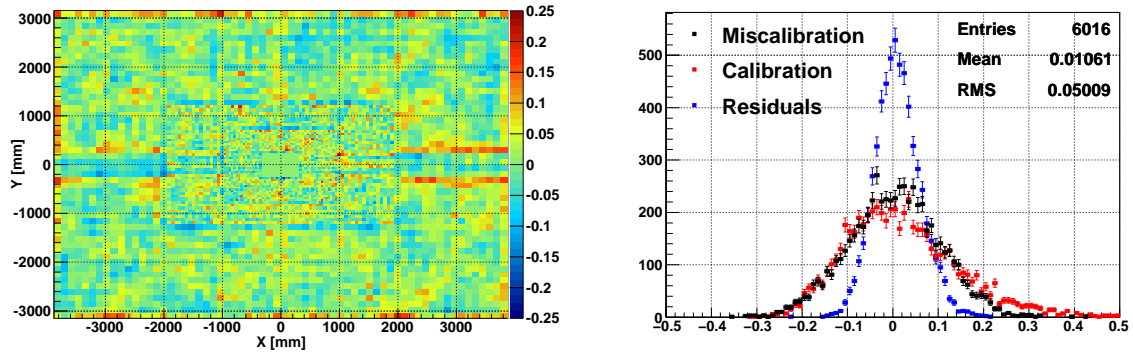 3000
2000
1000
0
-1000
-2000
-3000
Y [mm]
-3000 -2000 -1000 0 1000 2000 3000
X [mm]
0.25
0.2
0.15
0.1
0.05
0
-0.05
-0.1
-0.15
-0.2
-0.25
500
400
300
200
100
0
-0.5 -0.4 -0.3 -0.2 -0.1 0 0.1 0.2 0.3 0.4 0.5
Miscalibration
Calibration
Residuals
Entries 6016
Mean 0.01061
RMS 0.05009